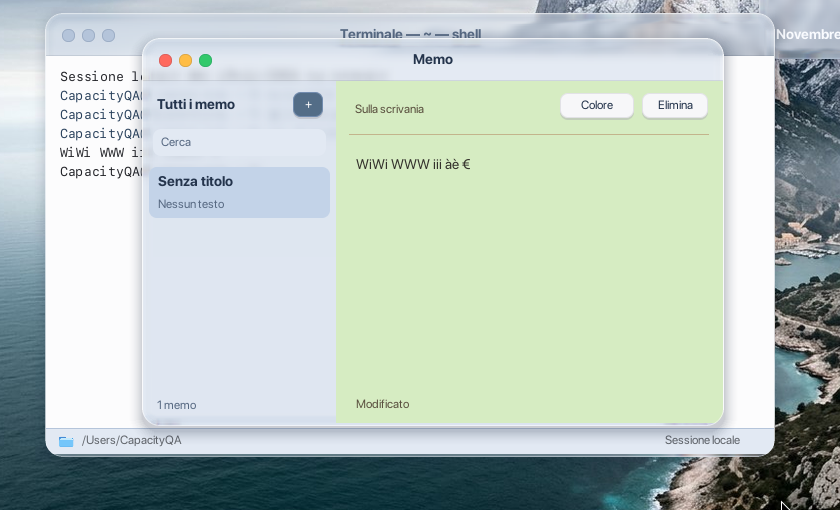 Terminale — ~ — shell
Novembre
Memo
Sessione
CapacityQA
CapacityQA
CapacityQA
WiWi WWW
CapacityQA
Tutti i memo
+
Cerca
Senza titolo
Nessun testo
1 memo
Sulla scrivania
Colore
Elimina
WiWi WWW iii àè €
Modificato
/Users/CapacityQA
Sessione locale